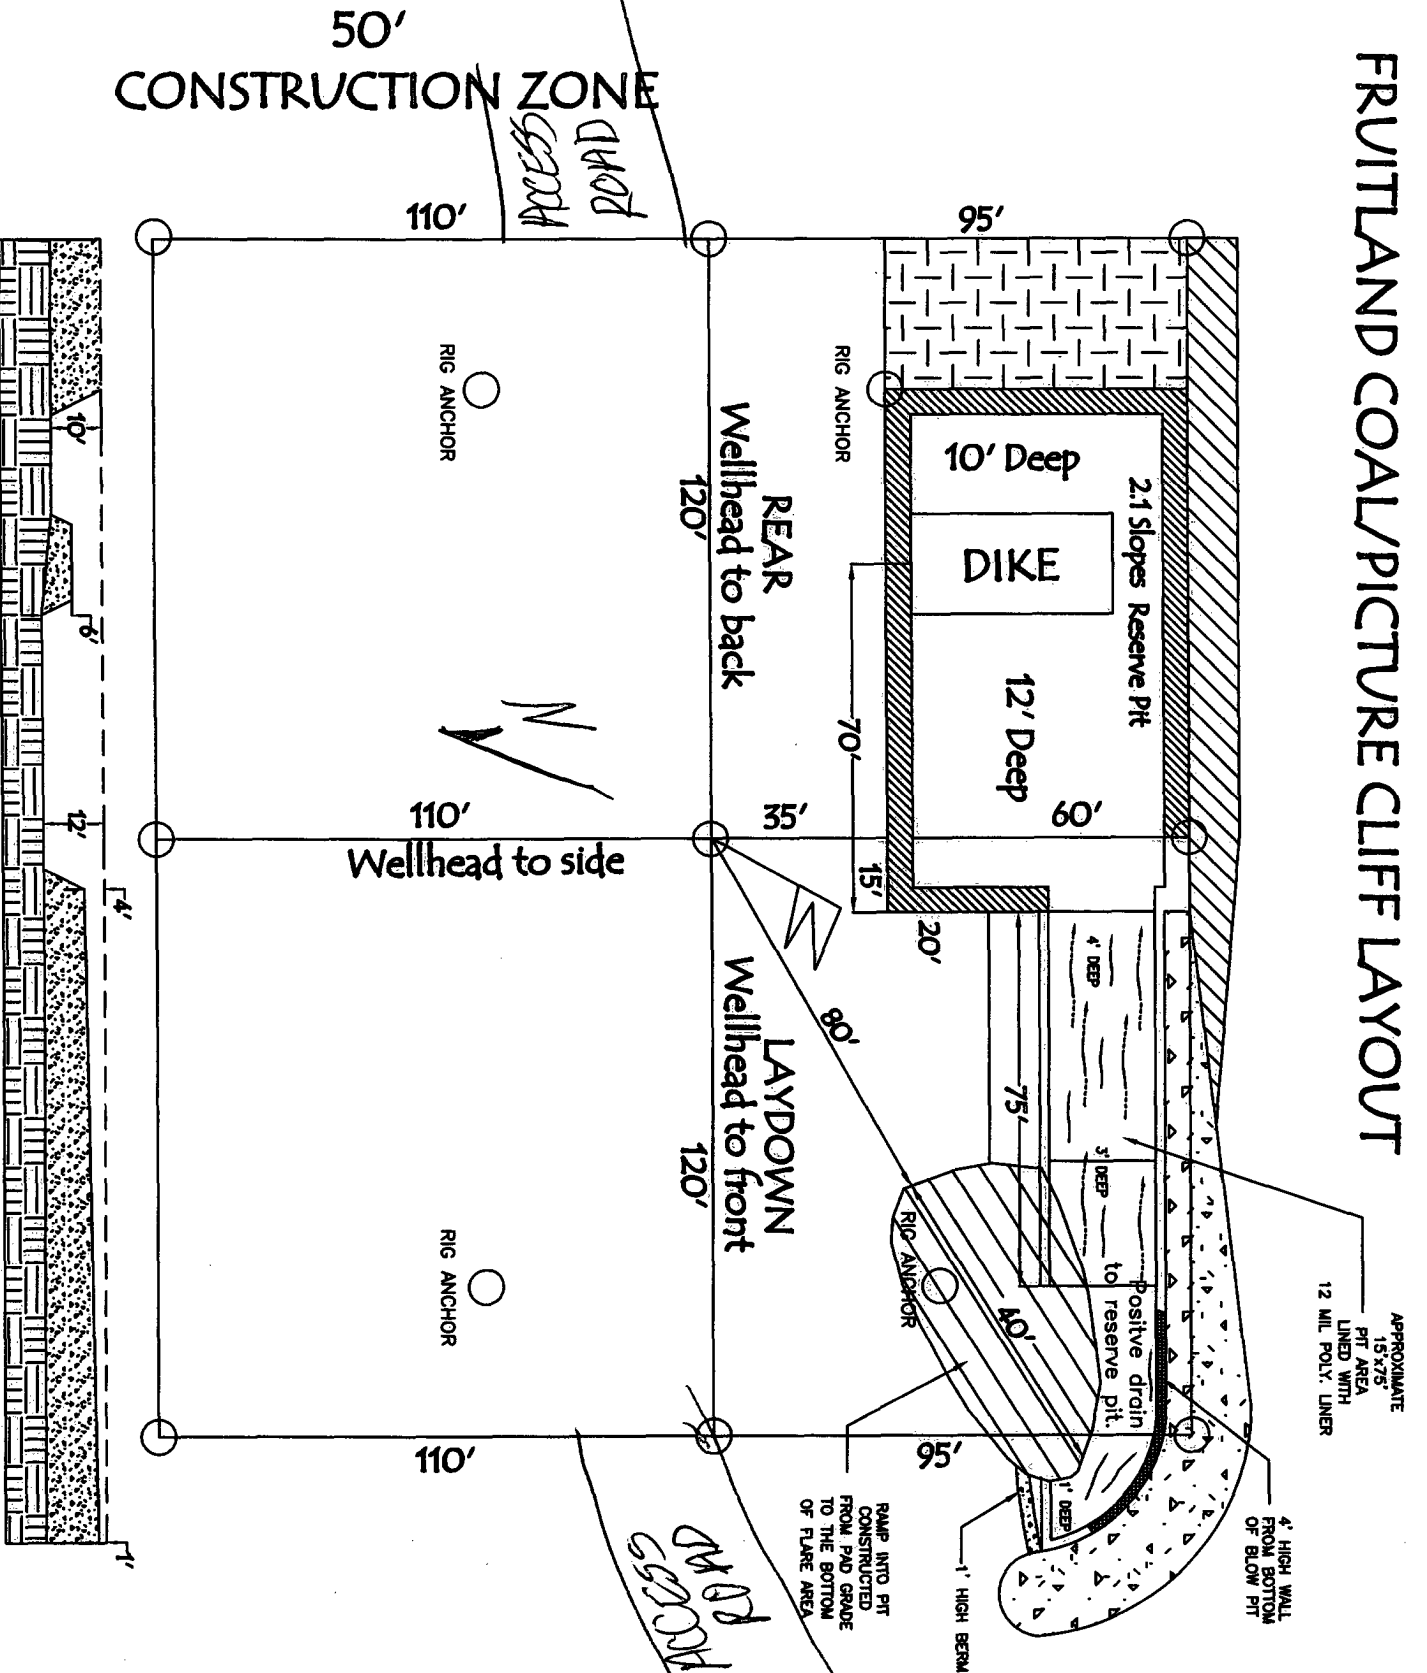 FRUITLAND COAL/PICTURE CLIFF LAYOUT
50'
CONSTRUCTION ZONE
ROAD
ACCESS
110'
95'
RIG ANCHOR
RIG ANCHOR
10' Deep
2.1 Slopes Reserve Pit
DIKE
12' Deep
REAR
Wellhead to back
120'
70'
N
110'
Wellhead to side
35'
60'
15'
20'
N
80'
4' DEEP
3' DEEP
75'
LAYDOWN
Wellhead to front
120'
RIG ANCHOR
RIG ANCHOR
40'
Positve drain
to reserve pit.
1' DEEP
110'
95'
APPROXIMATE
15'x75'
PIT AREA
LINED WITH
12 MIL POLY. LINER
4' HIGH WALL
FROM BOTTOM
OF BLOW PIT
1' HIGH BERM
RAMP INTO PIT
CONSTRUCTED
FROM PAD GRADE
TO THE BOTTOM
OF FLARE AREA
ROAD
ACCESS
10'
6'
12'
4'
1'